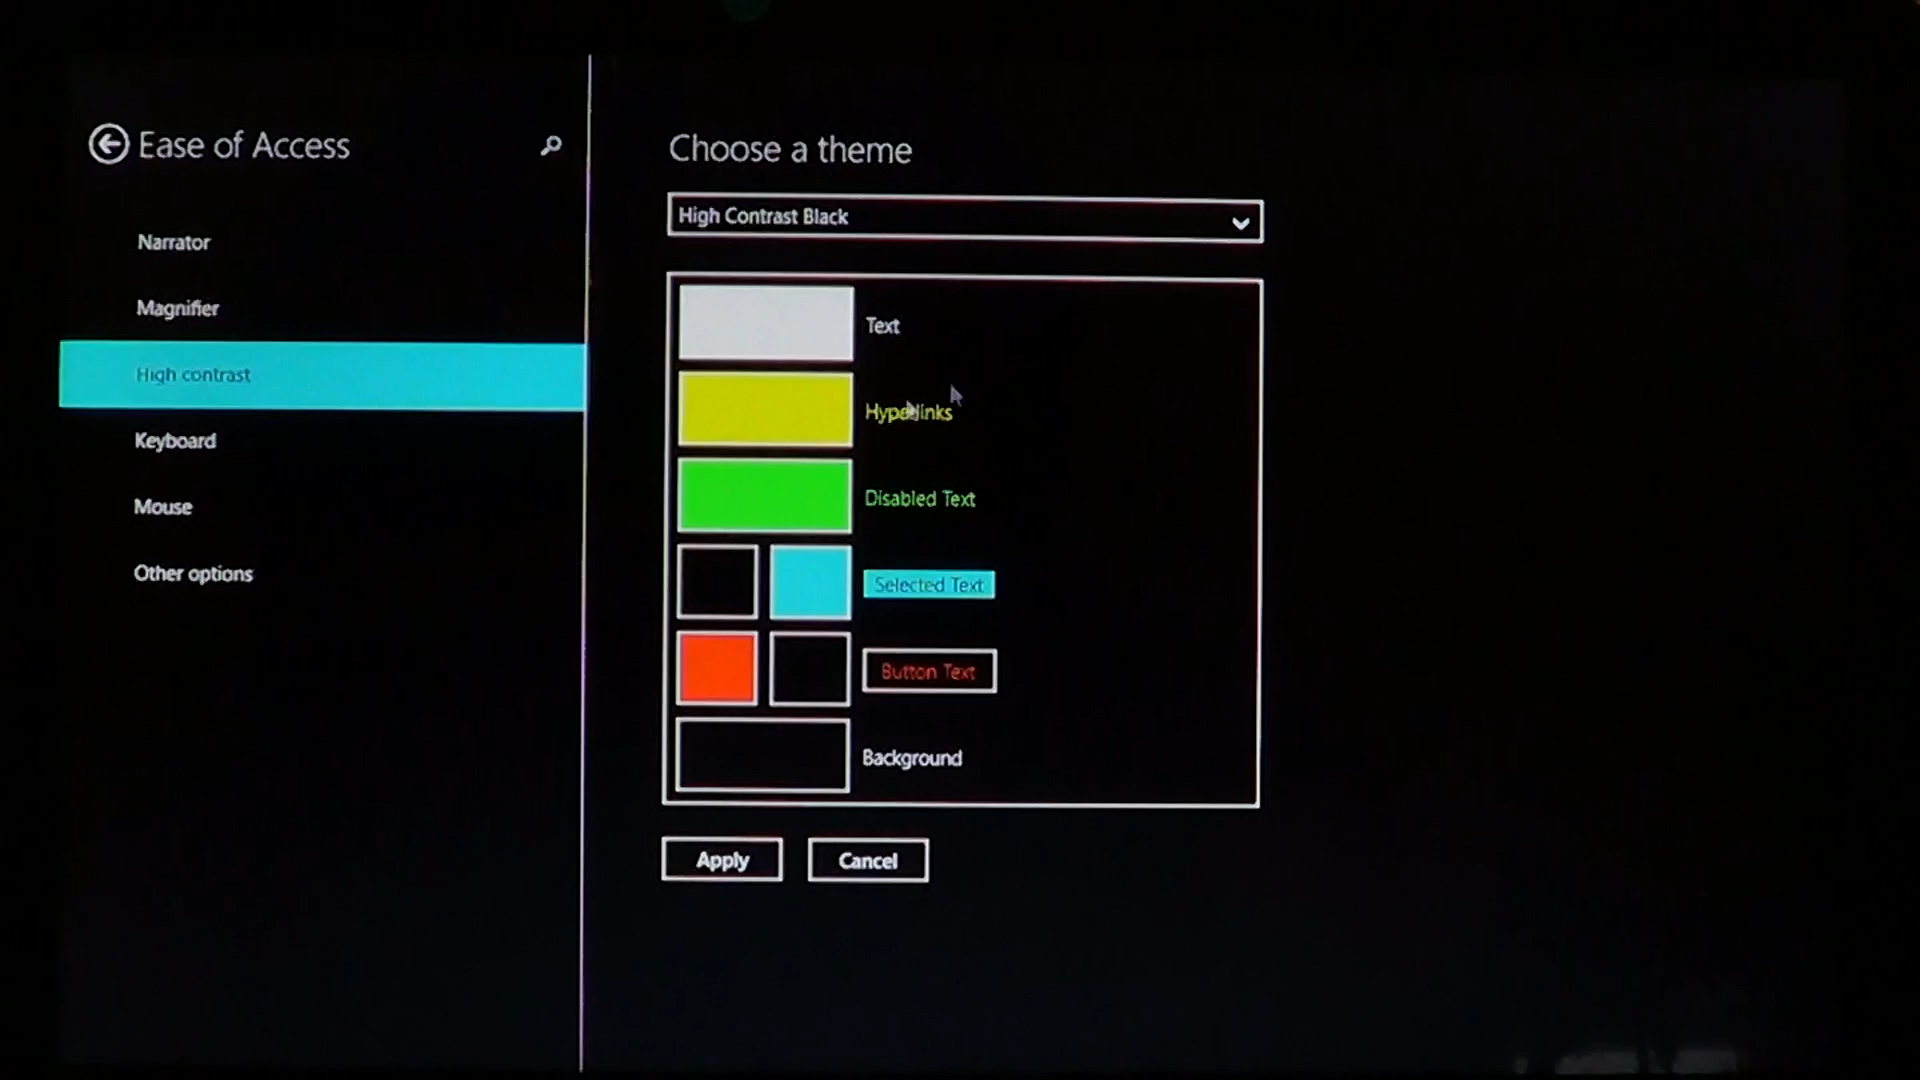 Ease of Access
Narrator
Magnifier
High contrast
Keyboard
Mouse
Other options
Choose a theme
High Contrast Black
Text
Hyperlinks
Disabled Text
Selected Text
Button Text
Background
Apply
Cancel